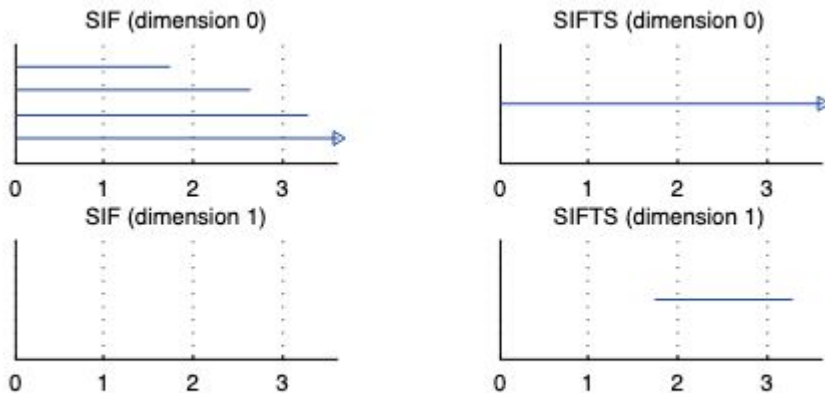 SIF (dimension 0)
SIFTS (dimension 0)
0 1 2 3
0 1 2 3
SIF (dimension 1)
SIFTS (dimension 1)
0 1 2 3
0 1 2 3